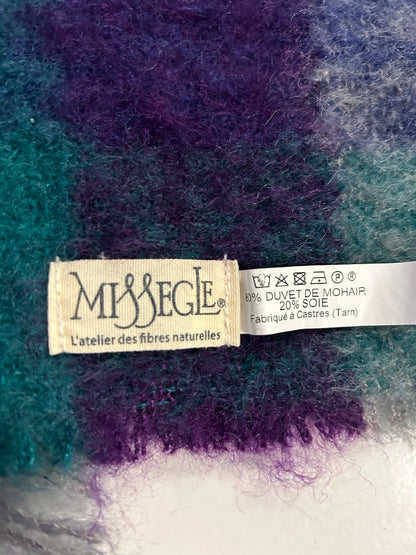 MISSEGLE®
L'atelier des fibres naturelles
80% DUVET DE MOHAIR
20% SOIE
Fabriqué à Castres (Tarn)